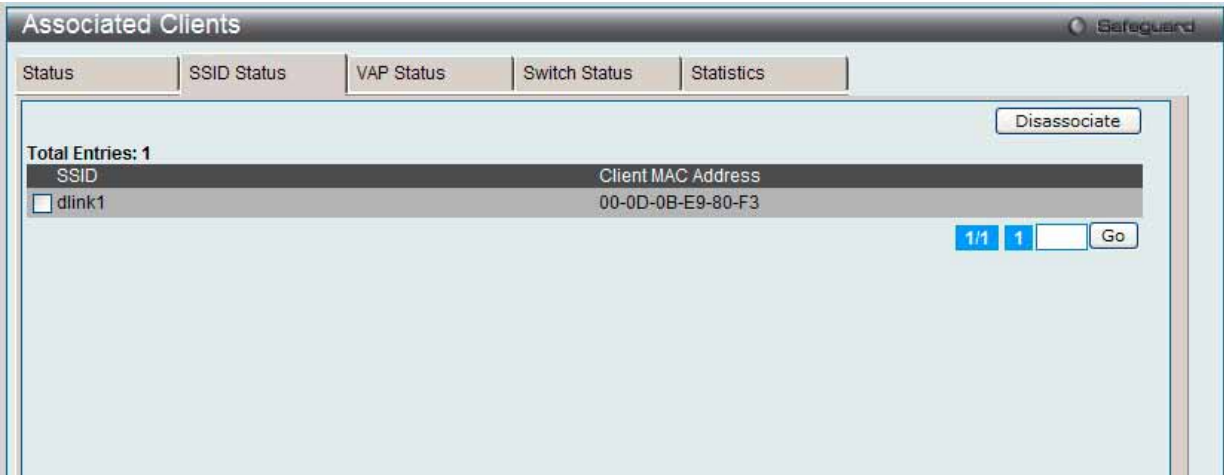 Associated Clients
Safeguard
Status SSID Status VAP Status Switch Status Statistics
Disassociate
Total Entries: 1
SSID Client MAC Address
dlink1 00-0D-0B-E9-80-F3
1/1 1 Go